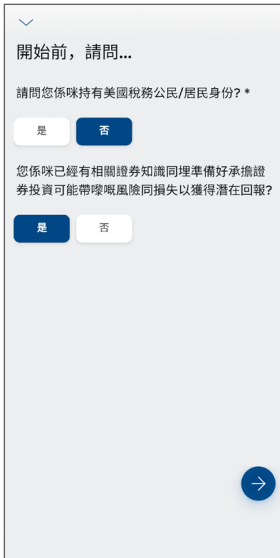 開始前，請問...
請問您係咪持有美國稅務公民/居民身份? *
是 否
您係咪已經有相關證券知識同埋準備好承擔證
券投資可能帶嚟嘅風險同損失以獲得潛在回報?
是 否